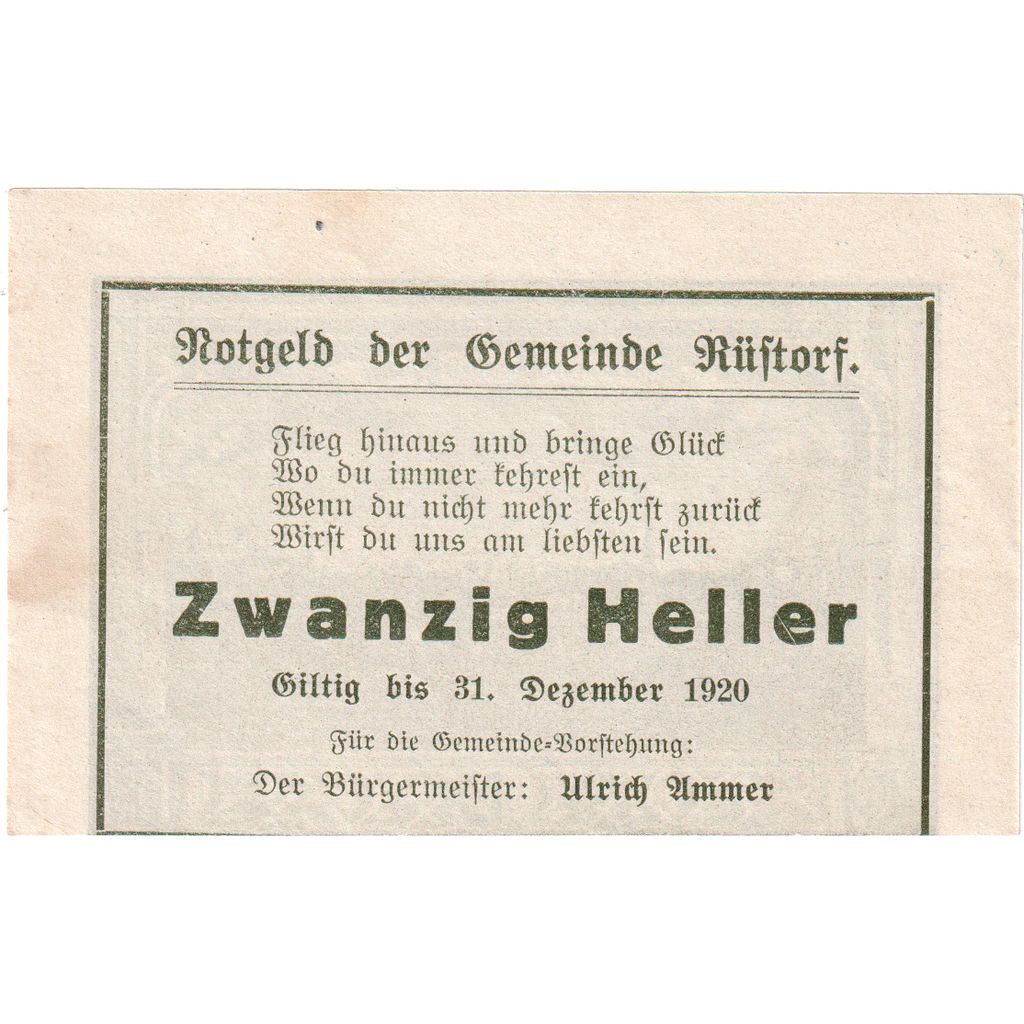 Notgeld der Gemeinde Rüstorf.
Flieg hinaus und bringe Glück
Wo du immer kehrest ein,
Wenn du nicht mehr kehrst zurück
Wirst du uns am liebsten sein.
Zwanzig Heller
Giltig bis 31. Dezember 1920
Für die Gemeinde-Vorstehung:
Der Bürgermeister: Ulrich Ammer